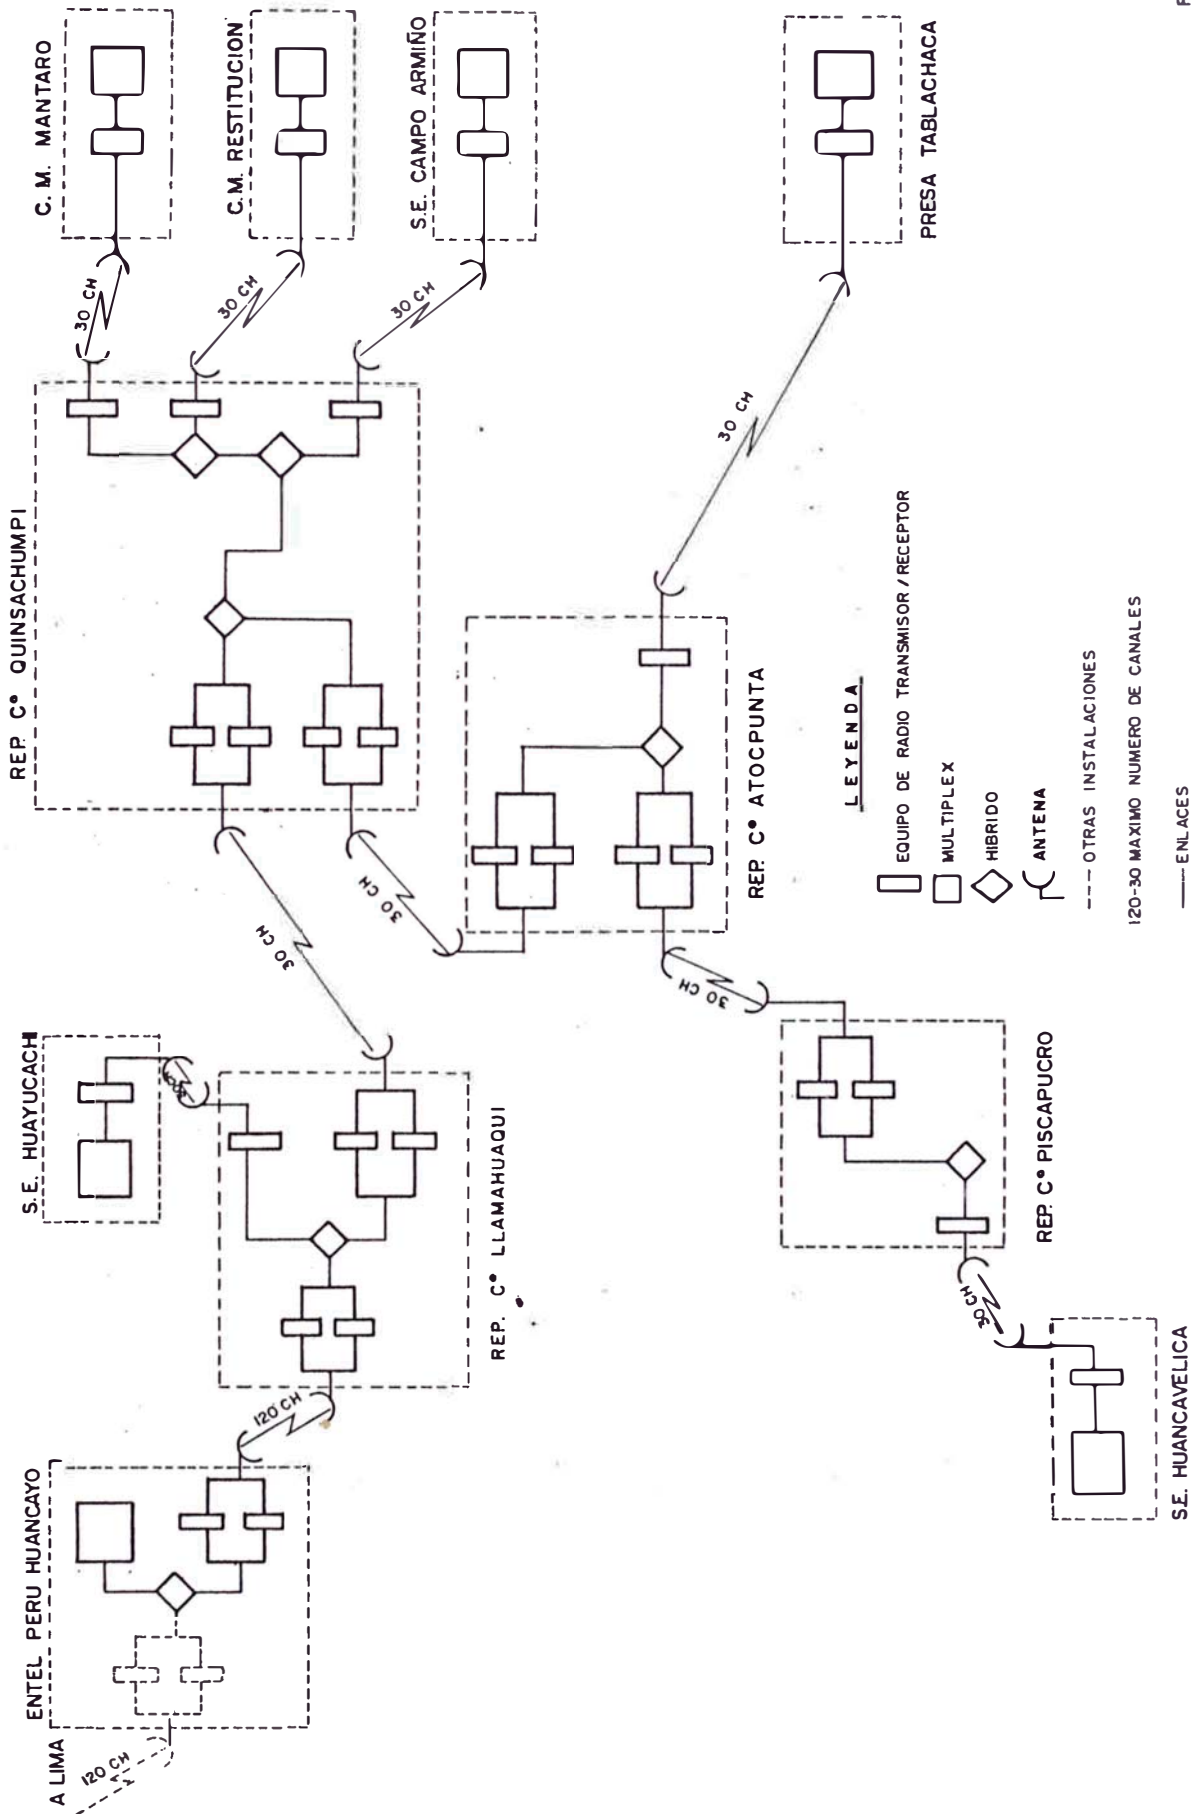 C. M. MANTARO
C.M. RESTITUCION
S.E. CAMPO ARMIÑO
PRESA TABLACHACA
30 CH
30 CH
30 CH
30 CH
REP. C° QUINSACHUMPI
REP. C° ATOCPUNTA
30 CH
30 CH
30 CH
S.E. HUAYUCACHI
REP. C° LLAMAHUAQUI
REP. C° PISCAPUCRO
30 CH
120 CH
ENTEL PERU HUANCAYO
S.E. HUANCAVELICA
A LIMA
120 CH
LEYENDA
EQUIPO DE RADIO TRANSMISOR / RECEPTOR
MULTIPLEX
HIBRIDO
ANTENA
--- OTRAS INSTALACIONES
120-30 MAXIMO NUMERO DE CANALES
—— ENLACES